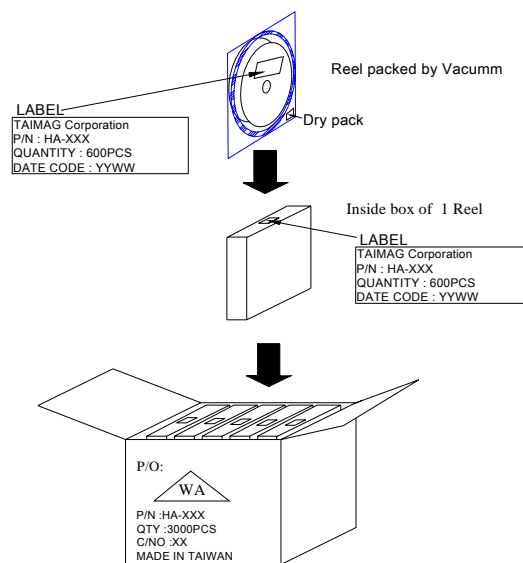 Reel packed by Vacumm
Dry pack
LABEL
TAIMAG Corporation
P/N : HA-XXX
QUANTITY : 600PCS
DATE CODE : YYWW
Inside box of 1 Reel
LABEL
TAIMAG Corporation
P/N : HA-XXX
QUANTITY : 600PCS
DATE CODE : YYWW
P/O:
WA
P/N :HA-XXX
QTY :3000PCS
C/NO :XX
MADE IN TAIWAN